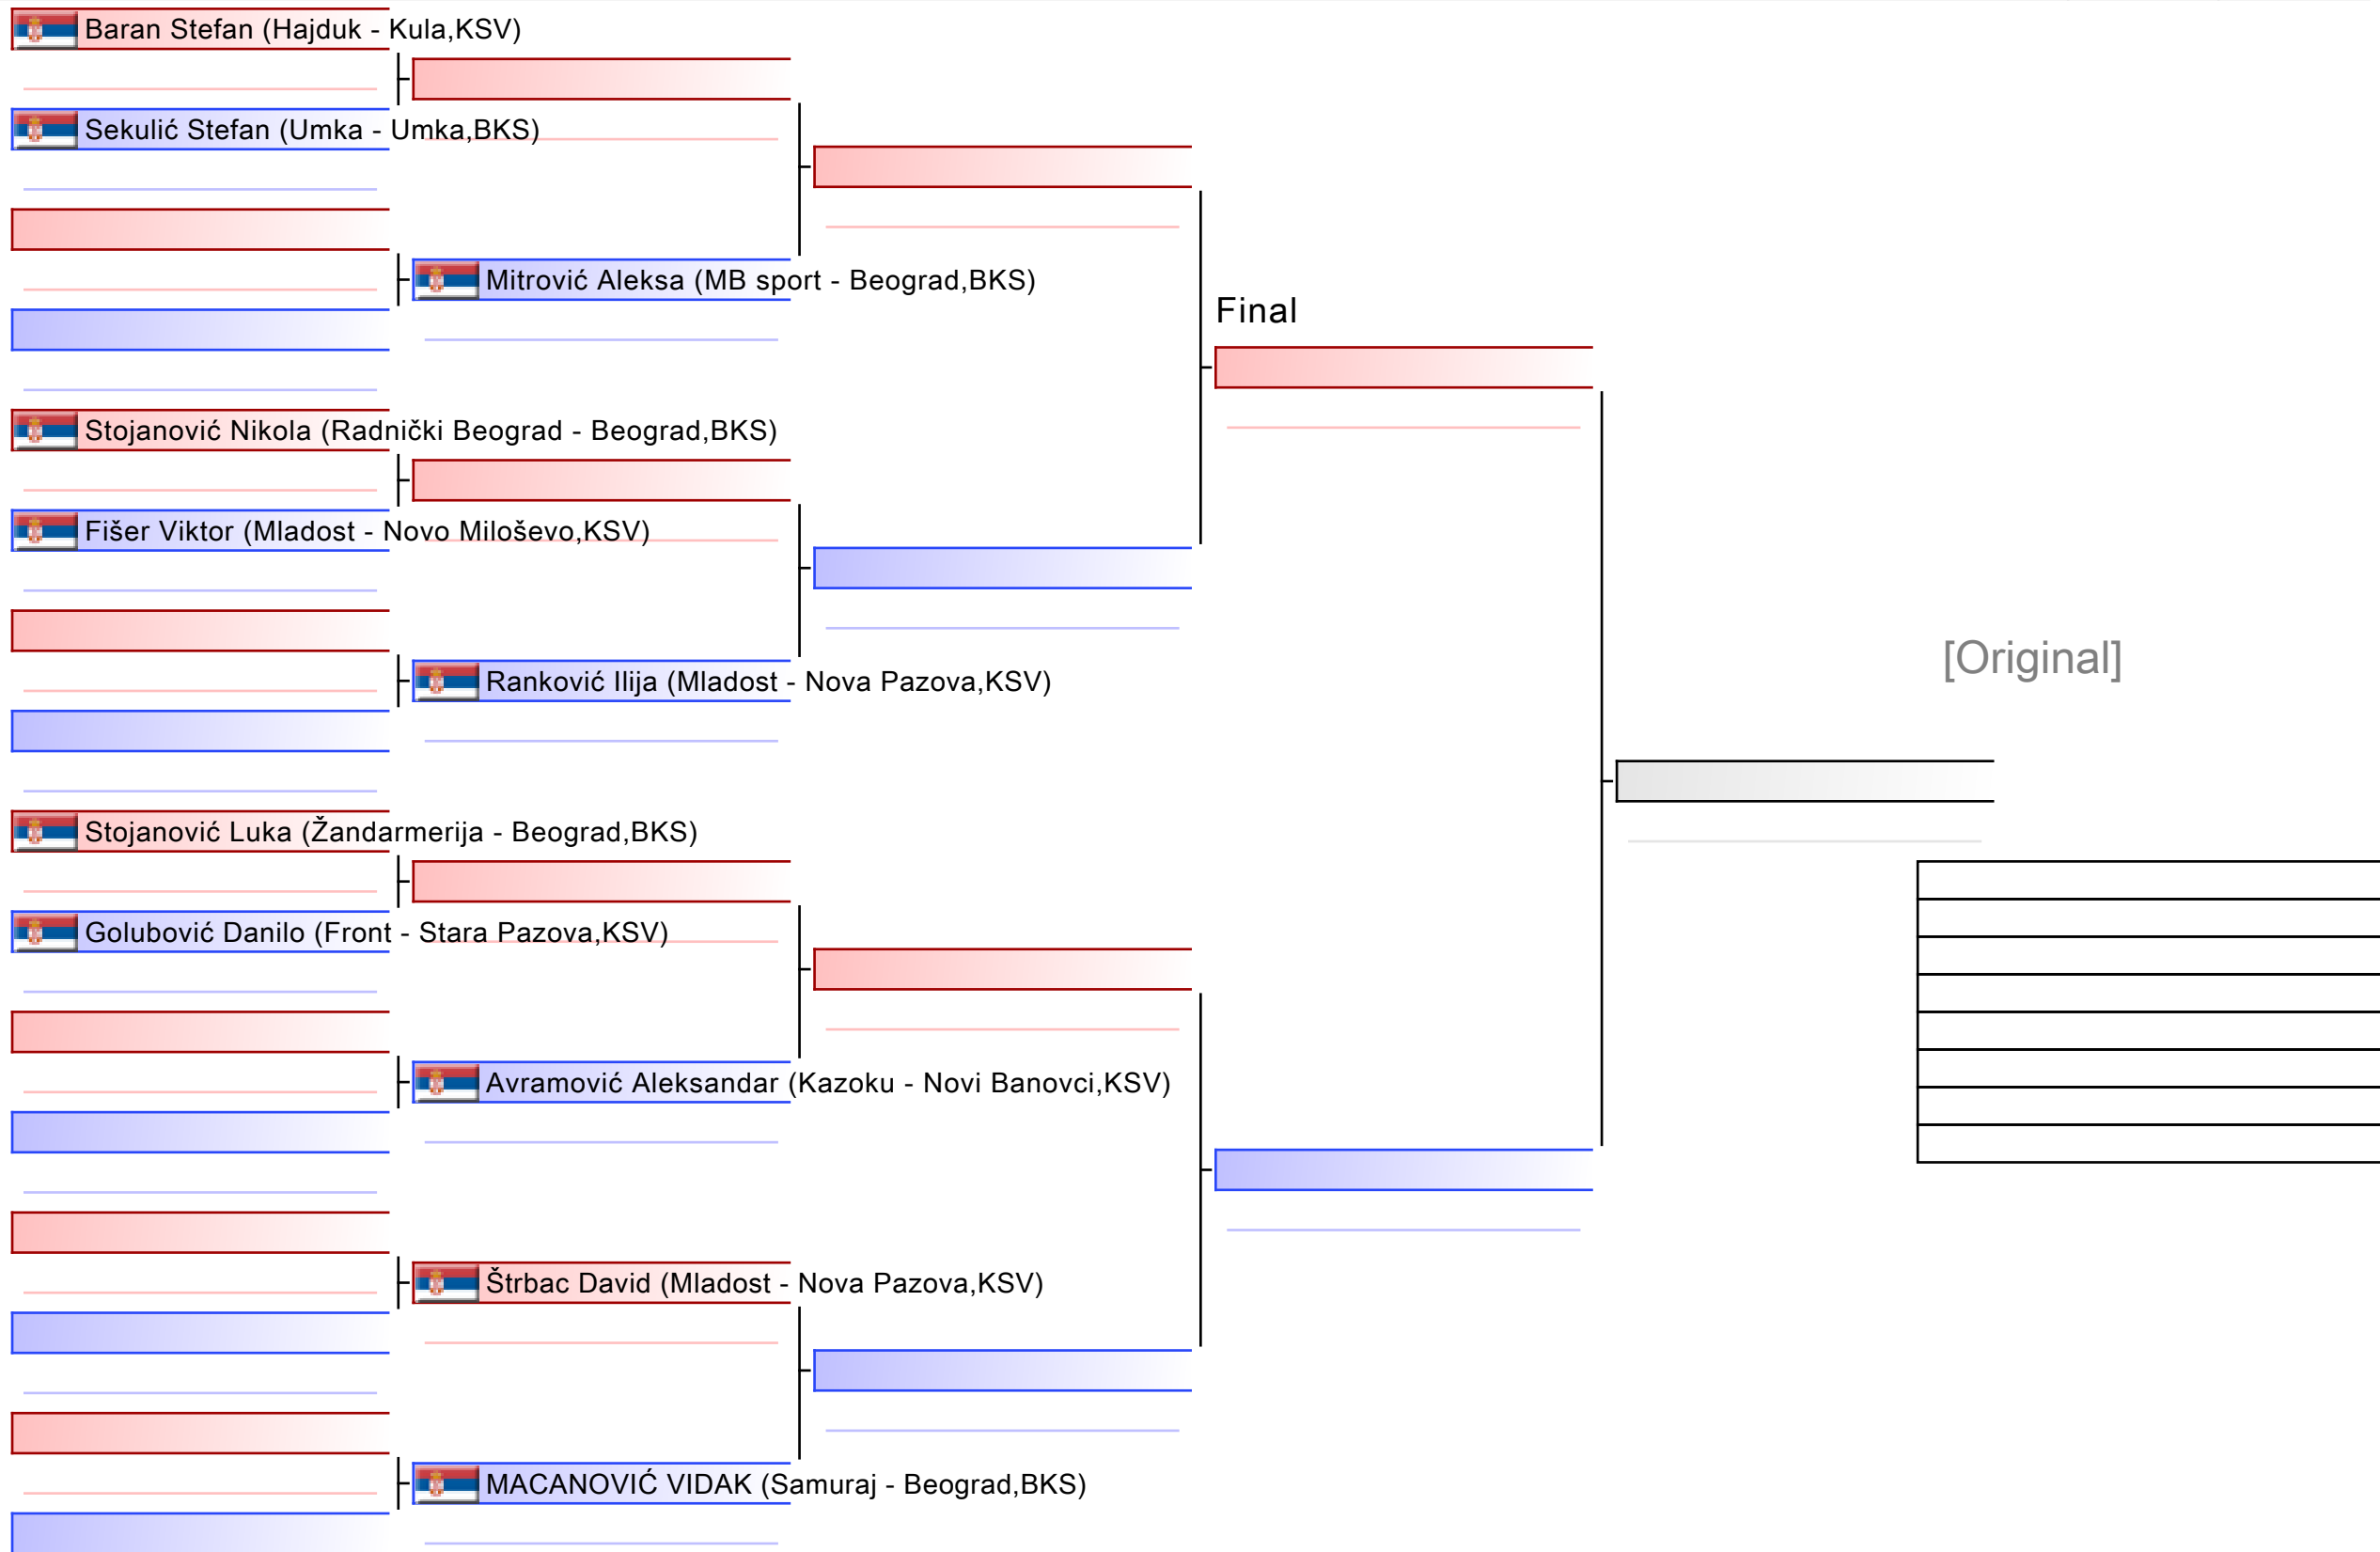 Baran Stefan (Hajduk - Kula,KSV)
Sekulić Stefan (Umka - Umka,BKS)
Mitrović Aleksa (MB sport - Beograd,BKS)
Final
Stojanović Nikola (Radnički Beograd - Beograd,BKS)
Fišer Viktor (Mladost - Novo Miloševo,KSV)
[Original]
Ranković Ilija (Mladost - Nova Pazova,KSV)
Stojanović Luka (Žandarmerija - Beograd,BKS)
Golubović Danilo (Front - Stara Pazova,KSV)
Avramović Aleksandar (Kazoku - Novi Banovci,KSV)
Štrbac David (Mladost - Nova Pazova,KSV)
MACANOVIĆ VIDAK (Samuraj - Beograd,BKS)